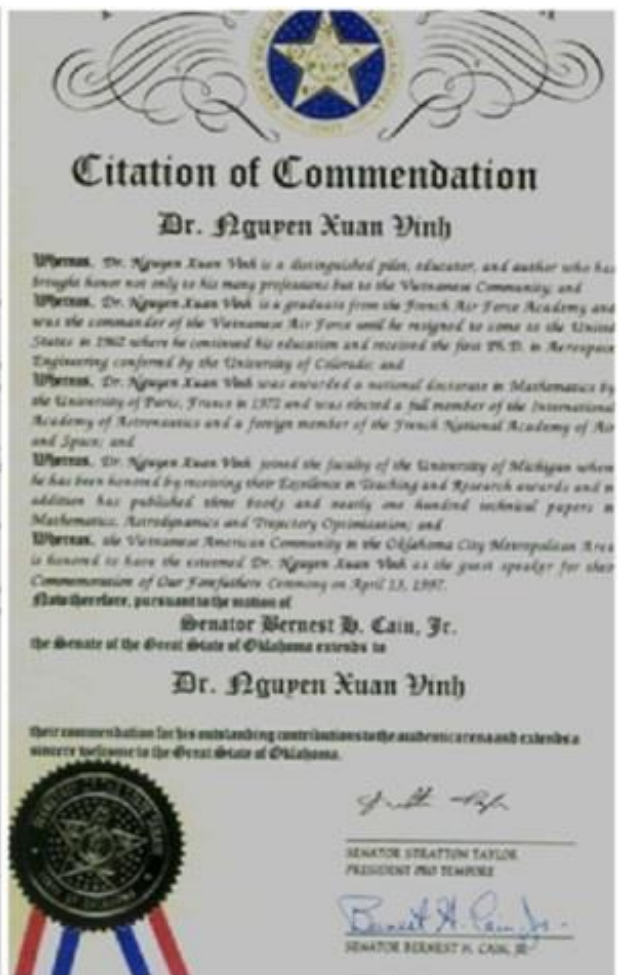 Citation of Commendation
Dr. Nguyen Xuan Vinh
Whereas, Dr. Nguyen Xuan Vinh is a distinguished pilot, educator, and author who has
brought honor not only to his many professions but to the Vietnamese Community; and
Whereas, Dr. Nguyen Xuan Vinh is a graduate from the French Air Force Academy and
was the commander of the Vietnamese Air Force until he resigned to come to the United
States in 1962 where he continued his education and received the first Ph.D. in Aerospace
Engineering conferred by the University of Colorado; and
Whereas, Dr. Nguyen Xuan Vinh was awarded a national doctorate in Mathematics by
the University of Paris, France in 1972 and was elected a full member of the International
Academy of Astronautics and a foreign member of the French National Academy of Air
and Space; and
Whereas, Dr. Nguyen Xuan Vinh joined the faculty of the University of Michigan where
he has been honored by receiving their Excellence in Teaching and Research awards and in
addition has published three books and nearly one hundred technical papers in
Mathematics, Astrodynamics and Trajectory Optimization; and
Whereas, the Vietnamese American Community in the Oklahoma City Metropolitan Area
is honored to have the esteemed Dr. Nguyen Xuan Vinh as the guest speaker for their
Commemoration of Our Forefathers Ceremony on April 13, 1997.
Now therefore, pursuant to the motion of
Senator Bernest H. Cain, Jr.
the Senate of the Great State of Oklahoma extends to
Dr. Nguyen Xuan Vinh
their commendation for his outstanding contributions to the academic arena and extends a
sincere welcome to the Great State of Oklahoma.
SENATOR STRATTON TAYLOR
PRESIDENT PRO TEMPORE
Bernest H. Cain, Jr.
SENATOR BERNEST H. CAIN, JR.